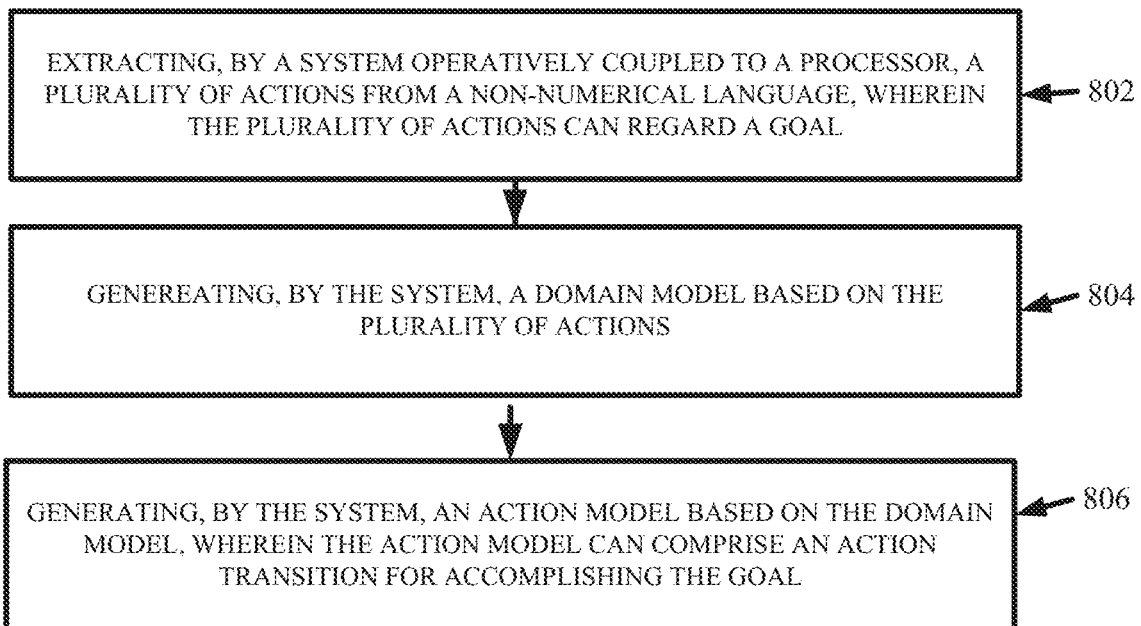 EXTRACTING, BY A SYSTEM OPERATIVELY COUPLED TO A PROCESSOR, A
PLURALITY OF ACTIONS FROM A NON-NUMERICAL LANGUAGE, WHEREIN
THE PLURALITY OF ACTIONS CAN REGARD A GOAL
802
GENEREATING, BY THE SYSTEM, A DOMAIN MODEL BASED ON THE
PLURALITY OF ACTIONS
804
GENERATING, BY THE SYSTEM, AN ACTION MODEL BASED ON THE DOMAIN
MODEL, WHEREIN THE ACTION MODEL CAN COMPRISE AN ACTION
TRANSITION FOR ACCOMPLISHING THE GOAL
806